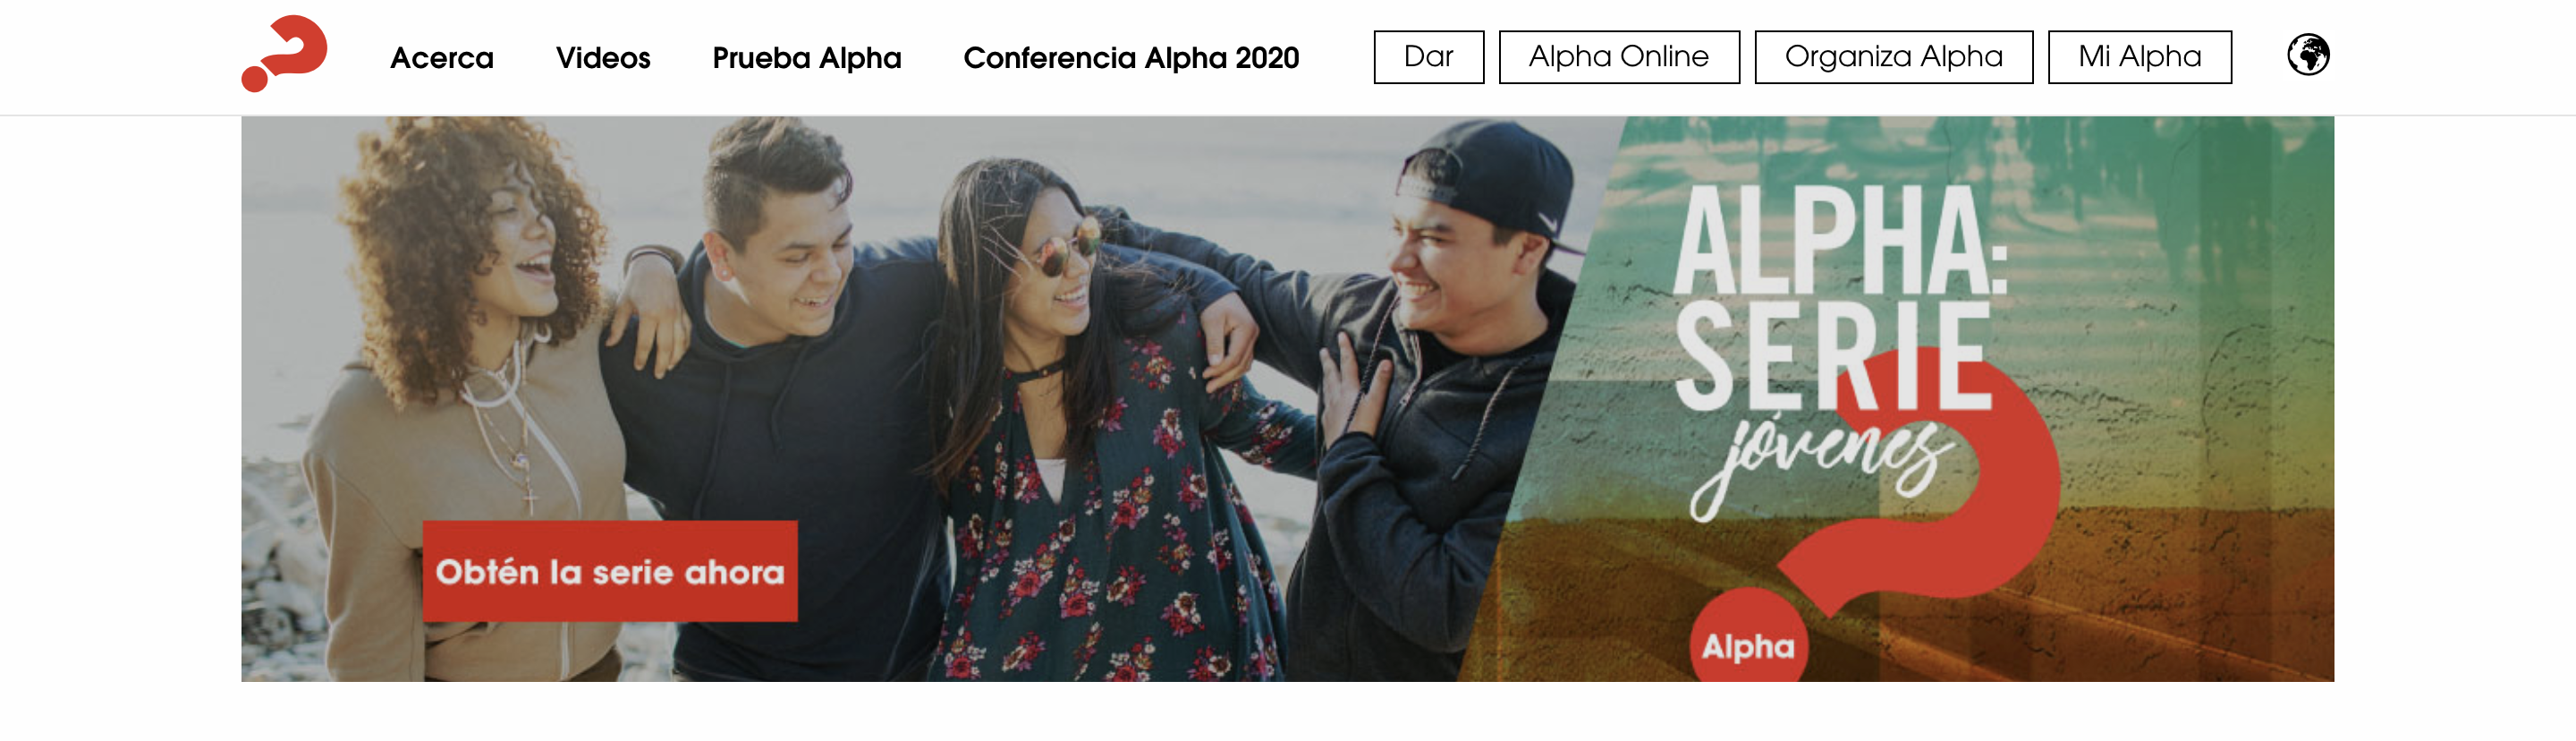 Acerca Videos Prueba Alpha Conferencia Alpha 2020 Dar Alpha Online Organiza Alpha Mi Alpha
ALPHA:
SERIE
jóvenes
Obtén la serie ahora
Alpha